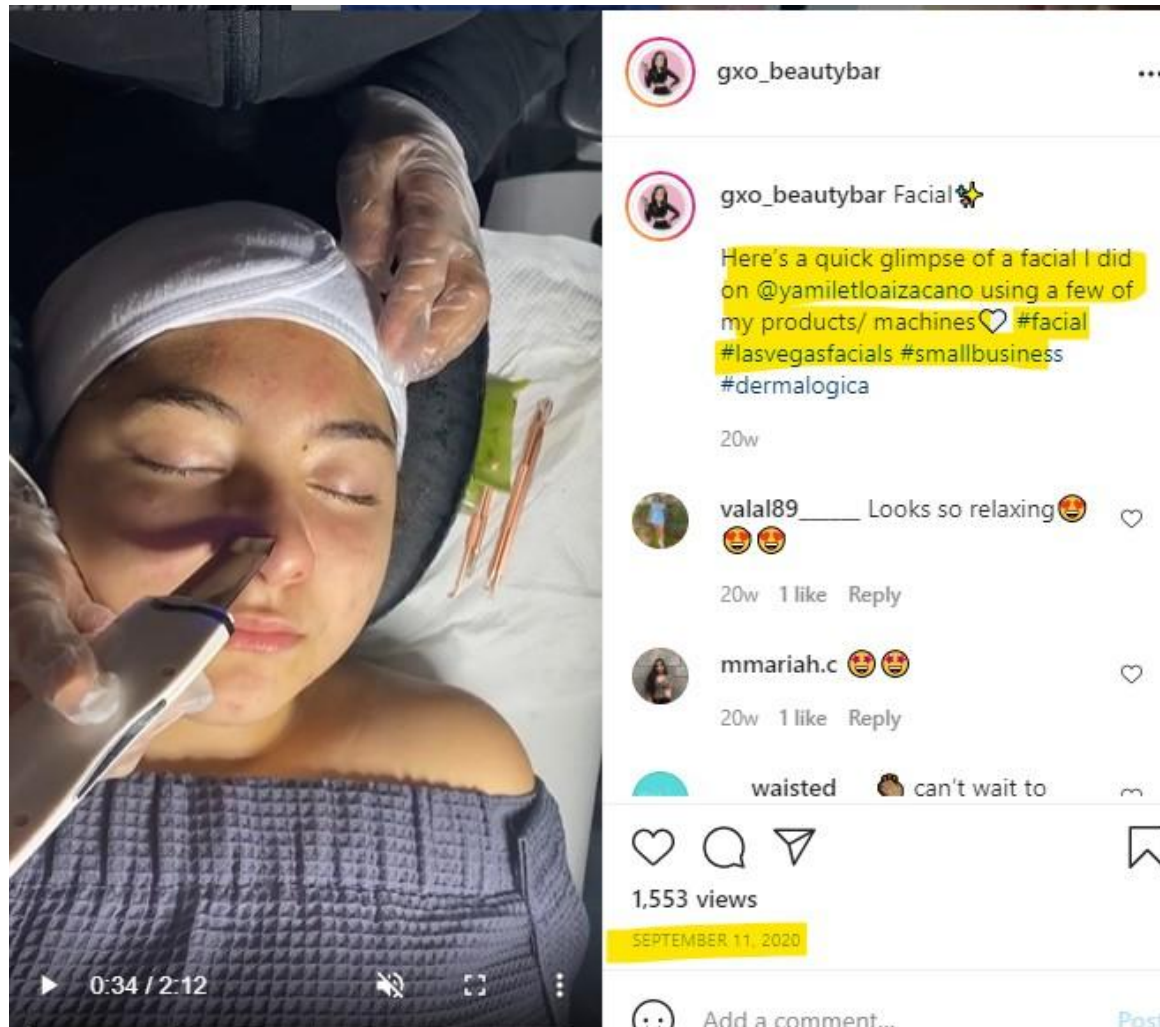 gxo_beautybar
gxo_beautybar Facial✨
Here's a quick glimpse of a facial I did
on @yamiletloaizacano using a few of
my products/ machines🤍 #facial
#lasvegasfacials #smallbusiness
#dermalogica
20w
valal89_____ Looks so relaxing🤩
🤩🤩
20w 1 like Reply
mmariah.c 🤩🤩
20w 1 like Reply
waisted 👏🏾 can't wait to
1,553 views
SEPTEMBER 11, 2020
0:34 / 2:12
Add a comment...
Post